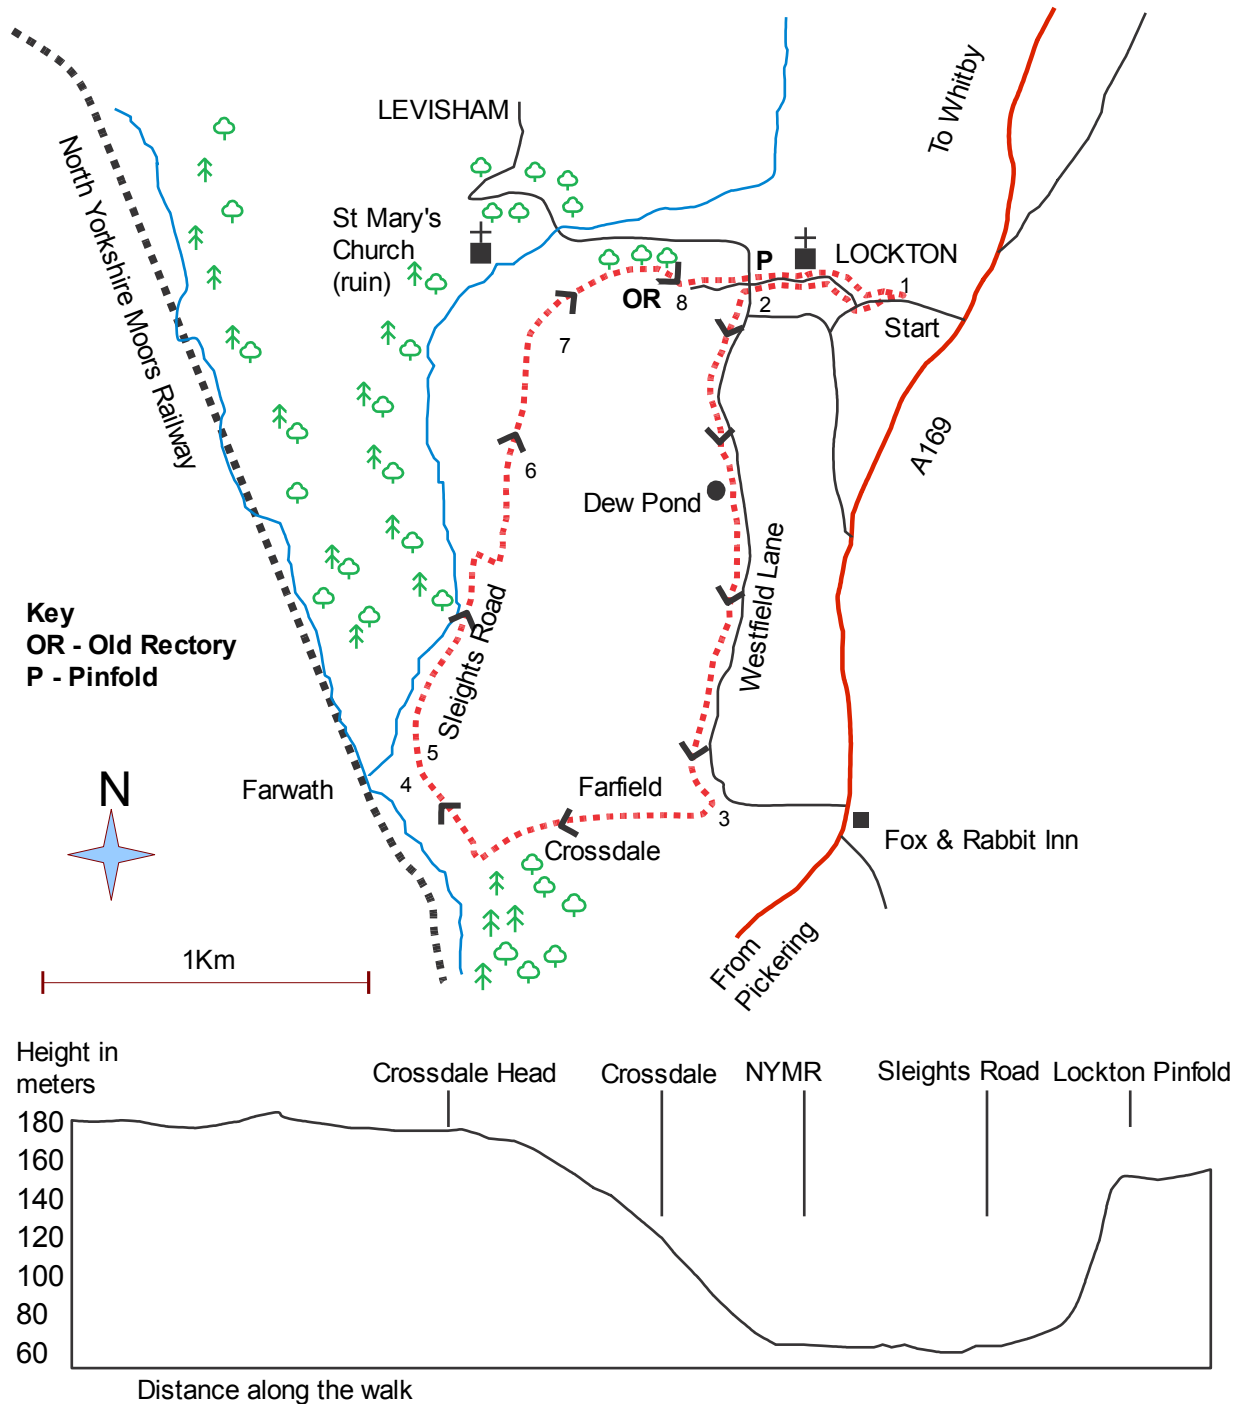 LEVISHAM
To Whitby
North Yorkshire Moors Railway
St Mary's
Church
(ruin)
P
LOCKTON
1
OR
8
2
Start
7
A169
6
Dew Pond
Westfield Lane
Key
OR - Old Rectory
P - Pinfold
Sleights Road
5
4
N
Farwath
Farfield
3
Crossdale
Fox & Rabbit Inn
1Km
From
Pickering
Height in
meters
Crossdale Head
Crossdale
NYMR
Sleights Road
Lockton Pinfold
180
160
140
120
100
80
60
Distance along the walk